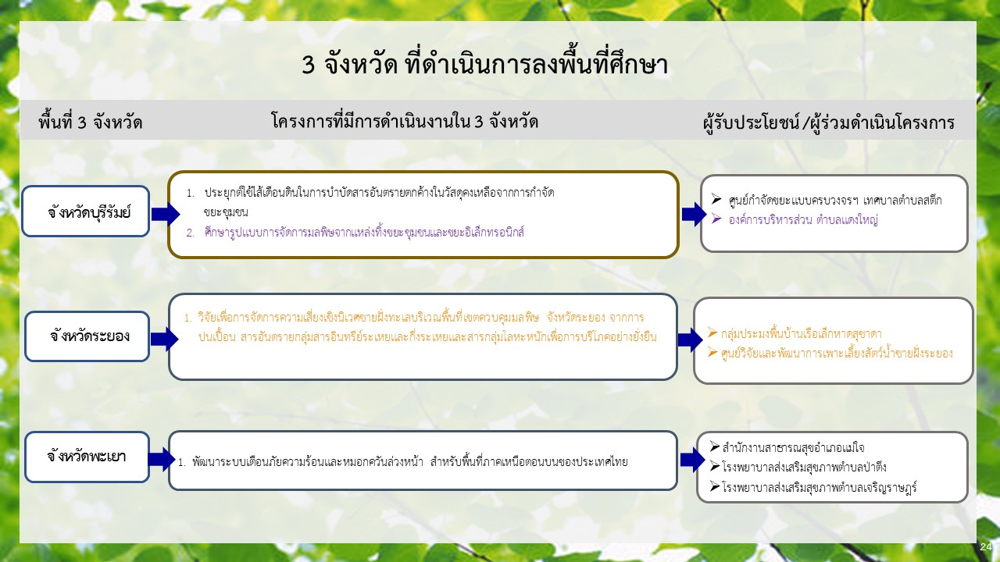 3 จังหวัด ที่ดำเนินการลงพื้นที่ศึกษา
พื้นที่ 3 จังหวัด
โครงการที่มีการดำเนินงานใน 3 จังหวัด
ผู้รับประโยชน์ /ผู้ร่วมดำเนินโครงการ
จังหวัดบุรีรัมย์
1. ประยุกต์ใช้ไส้เดือนดินในการบำบัดสารอันตรายตกค้างในวัสดุคงเหลือจากการกำจัด
ขยะชุมชน
2. ศึกษารูปแบบการจัดการมลพิษจากแหล่งทิ้งขยะชุมชนและขยะอิเล็กทรอนิกส์
➢ ศูนย์กำจัดขยะแบบครบวงจรฯ เทศบาลตำบลสตึก
➢ องค์การบริหารส่วน ตำบลแดงใหญ่
จังหวัดระยอง
1. วิจัยเพื่อการจัดการความเสี่ยงเชิงนิเวศชายฝั่งทะเลบริเวณพื้นที่เขตควบคุมมลพิษ จังหวัดระยอง จากการ
ปนเปื้อน สารอันตรายกลุ่มสารอินทรีย์ระเหยและกึ่งระเหยและสารกลุ่มโลหะหนักเพื่อการบริโภคอย่างยั่งยืน
➢ กลุ่มประมงพื้นบ้านเรือเล็กหาดสุชาดา
➢ ศูนย์วิจัยและพัฒนาการเพาะเลี้ยงสัตว์น้ำชายฝั่งระยอง
จังหวัดพะเยา
1. พัฒนาระบบเตือนภัยความร้อนและหมอกควันล่วงหน้า สำหรับพื้นที่ภาคเหนือตอนบนของประเทศไทย
➢ สำนักงานสาธารณสุขอำเภอแม่ใจ
➢ โรงพยาบาลส่งเสริมสุขภาพตำบลป่าตึง
➢ โรงพยาบาลส่งเสริมสุขภาพตำบลเจริญราษฎร์
24